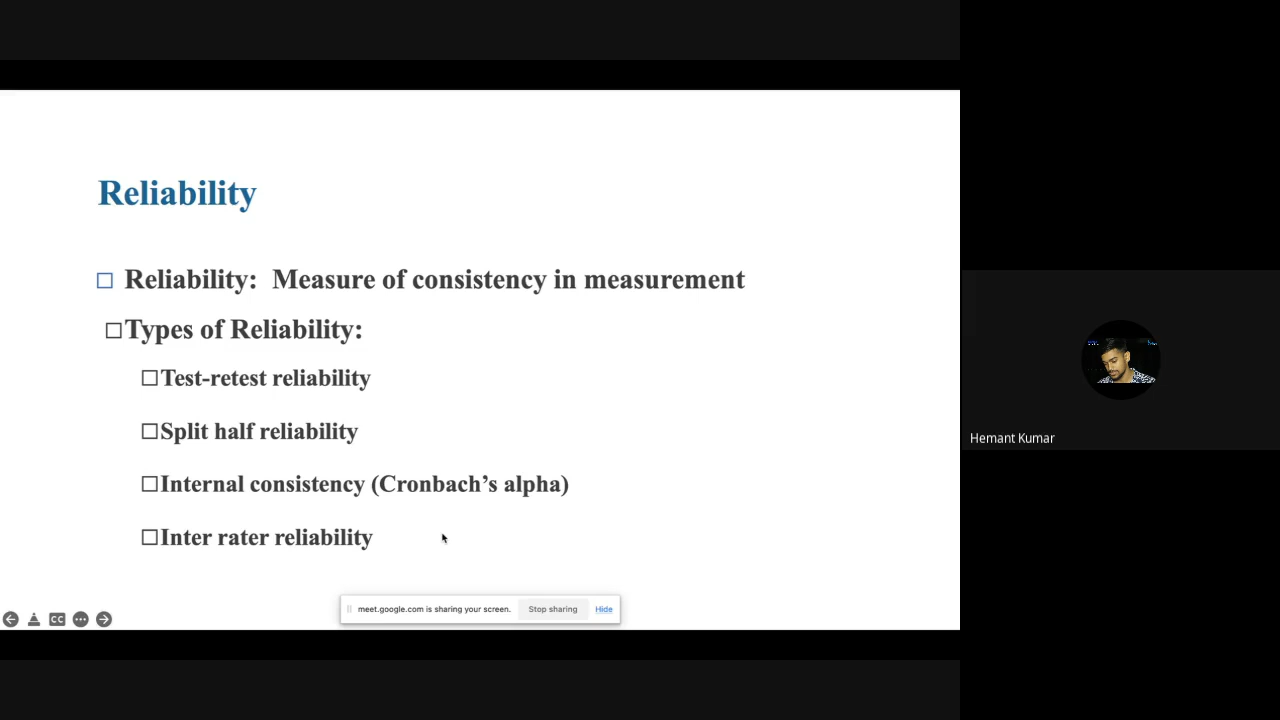 Reliability
Reliability: Measure of consistency in measurement
Types of Reliability:
Test-retest reliability
Split half reliability
Internal consistency (Cronbach’s alpha)
Inter rater reliability
meet.google.com is sharing your screen. Stop sharing Hide
CC
Hemant Kumar